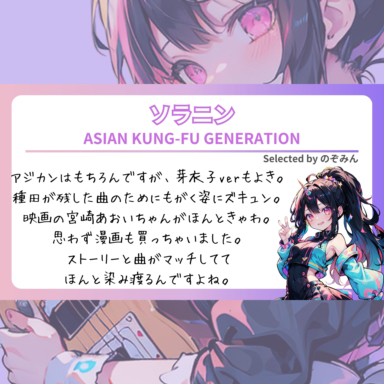 ソラニン
ASIAN KUNG-FU GENERATION
Selected by のぞみん
アジカンはもちろんですが、芽衣子verもよき。
種田が残した曲のためにもがく姿にズキュン。
映画の宮崎あおいちゃんがほんときゃわ。
思わず漫画も買っちゃいました。
ストーリーと曲がマッチしてて
ほんと染み渡るんですよね。